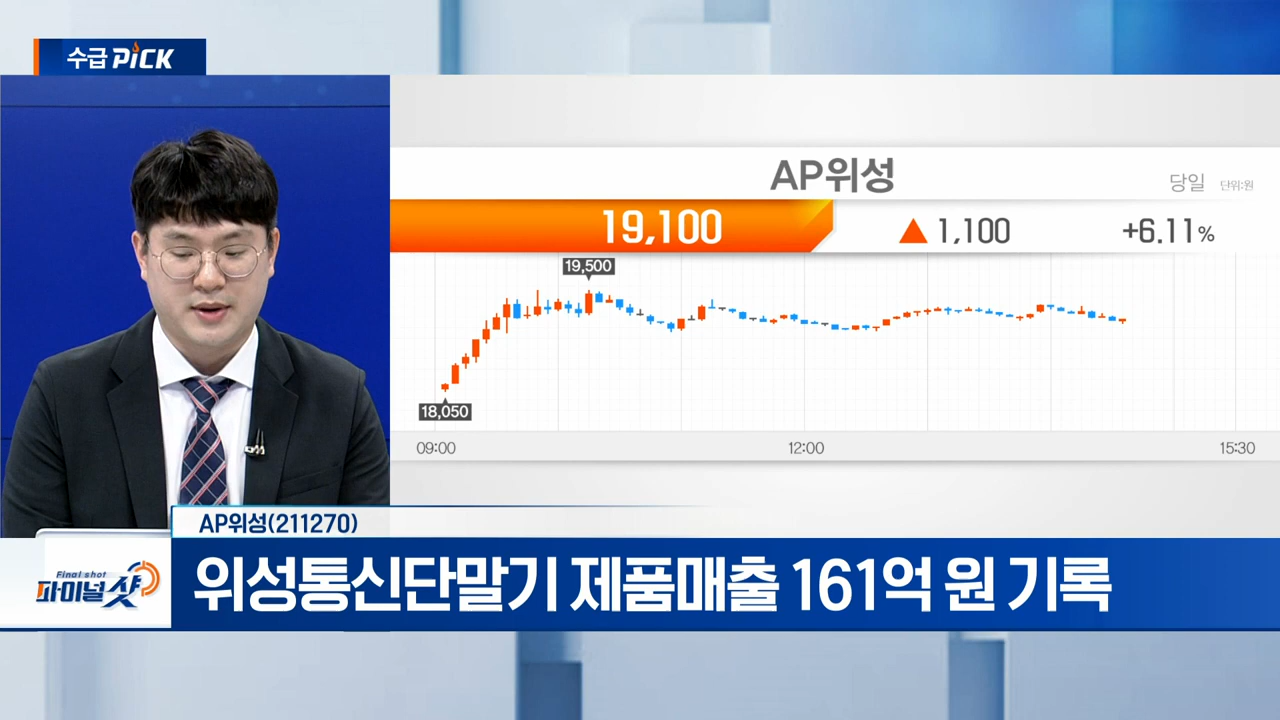 수급 PiCK
AP위성
당일 단위:원
19,100 ▲ 1,100 +6.11%
19,500
18,050
09:00 12:00 15:30
AP위성(211270)
Final shot
파이널샷
위성통신단말기 제품매출 161억 원 기록